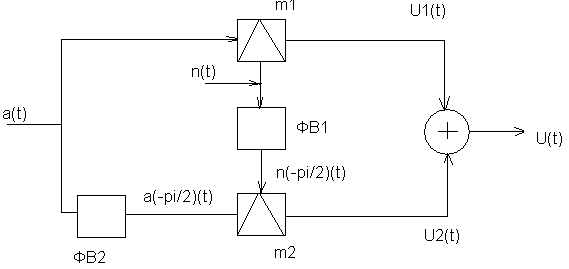 m1
U1(t)
n(t)
a(t)
ФВ1
+
U(t)
n(-pi/2)(t)
a(-pi/2)(t)
U2(t)
ФВ2
m2